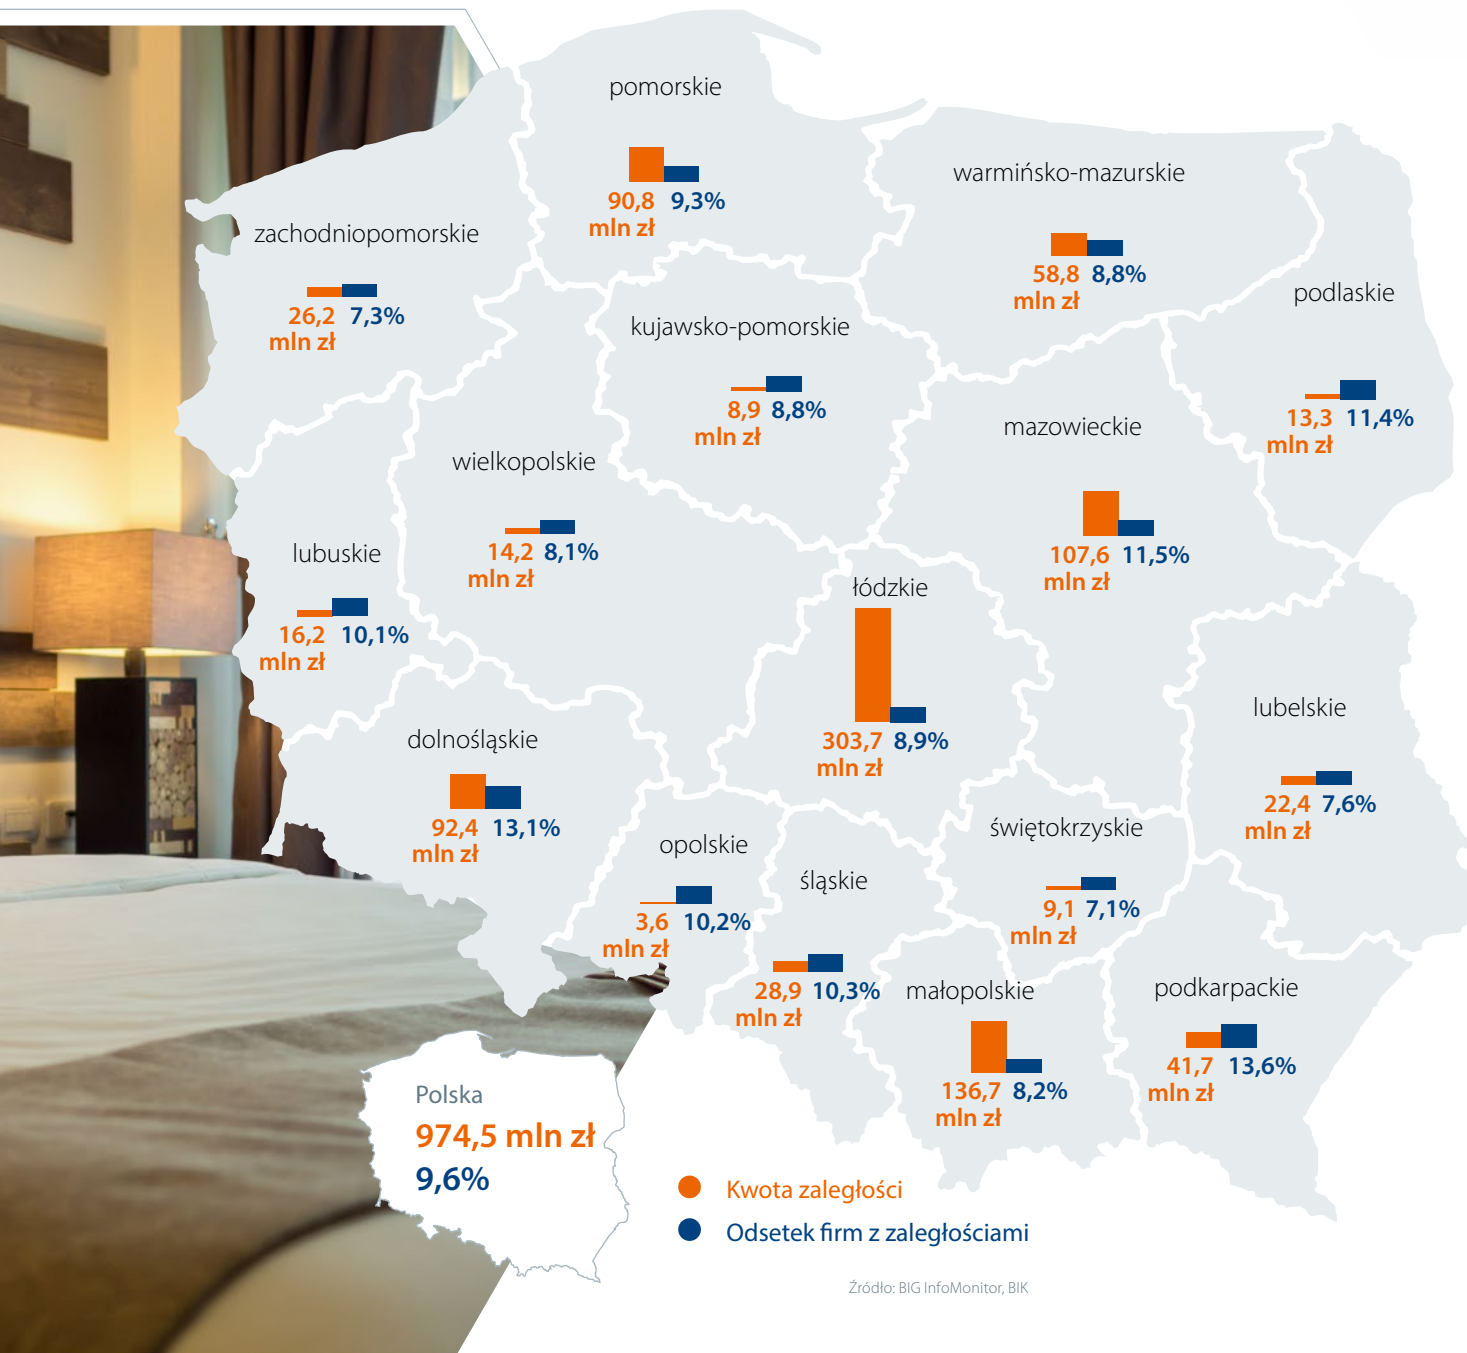 pomorskie
90,8 9,3%
mln zł
warmińsko-mazurskie
58,8 8,8%
mln zł
zachodniopomorskie
26,2 7,3%
mln zł
podlaskie
13,3 11,4%
mln zł
kujawsko-pomorskie
8,9 8,8%
mln zł
mazowieckie
107,6 11,5%
mln zł
wielkopolskie
14,2 8,1%
mln zł
lubuskie
16,2 10,1%
mln zł
łódzkie
303,7 8,9%
mln zł
lubelskie
22,4 7,6%
mln zł
dolnośląskie
92,4 13,1%
mln zł
opolskie
3,6 10,2%
mln zł
śląskie
28,9 10,3%
mln zł
świętokrzyskie
9,1 7,1%
mln zł
małopolskie
136,7 8,2%
mln zł
podkarpackie
41,7 13,6%
mln zł
Polska
974,5 mln zł
9,6%
Kwota zaległości
Odsetek firm z zaległościami
Źródło: BIG InfoMonitor, BIK